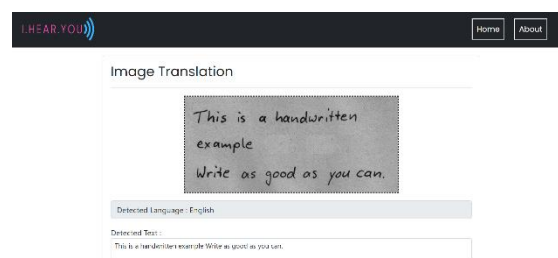 I.HEAR.YOU
Home
About
Image Translation
This is a handwritten
example
Write as good as you can.
Detected Language : English
Detected Text :
This is a handwritten example Write as good as you can.